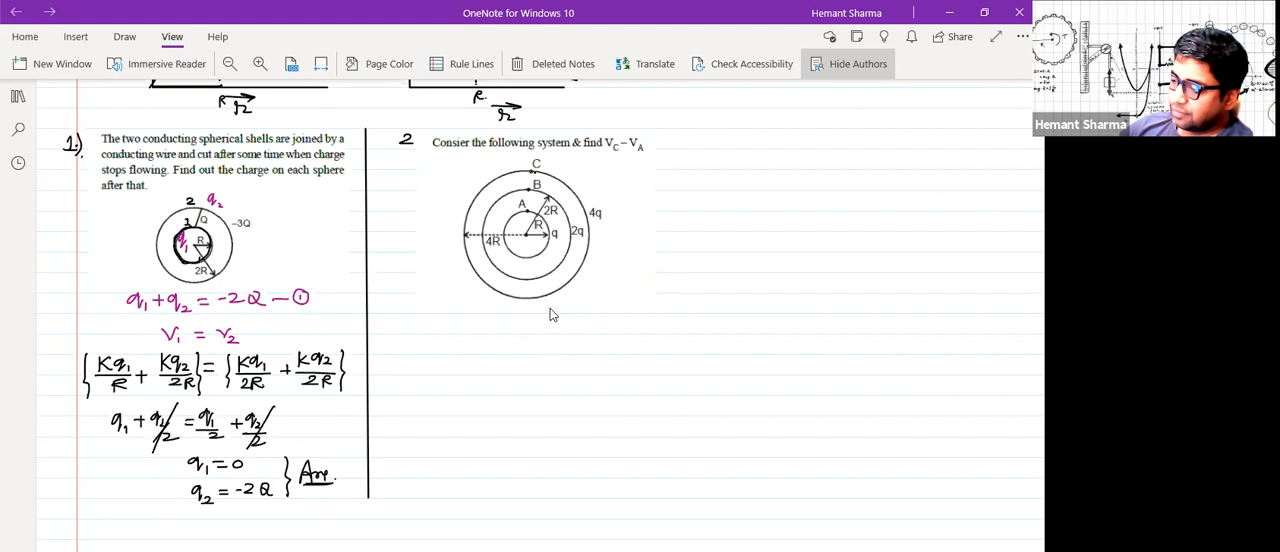 OneNote for Windows 10
Hemant Sharma
Home Insert Draw View Help
Share
New Window
Immersive Reader
Page Color
Rule Lines
Deleted Notes
Translate
Check Accessibility
Hide Authors
R
r
R.
r
1.)
The two conducting spherical shells are joined by a
conducting wire and cut after some time when charge
stops flowing. Find out the charge on each sphere
after that.
2 q₂
1 Q -3Q
q₁ R
2R
q₁ + q₂ = -2Q — ①
V₁ = V₂
{Kq₁/R + Kq₂/2R} = {Kq₁/2R + Kq₂/2R}
q₁ + q₂/2 = q₁/2 + q₂/2
q₁ = 0
q₂ = -2Q } Ans.
2
Consier the following system & find V_C – V_A
C
B
A 2R 4q
R
4R q 2q
Hemant Sharma